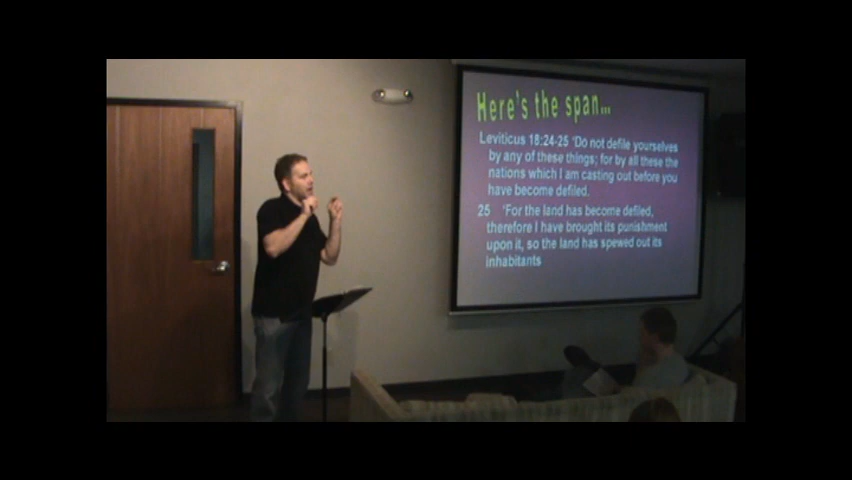 Here's the span...
Leviticus 18:24-25 'Do not defile yourselves
by any of these things; for by all these the
nations which I am casting out before you
have become defiled.
25 'For the land has become defiled,
therefore I have brought its punishment
upon it, so the land has spewed out its
inhabitants